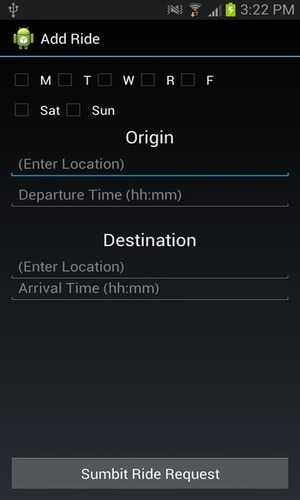 3:22 PM
Add Ride
M T W R F
Sat Sun
Origin
(Enter Location)
Departure Time (hh:mm)
Destination
(Enter Location)
Arrival Time (hh:mm)
Sumbit Ride Request